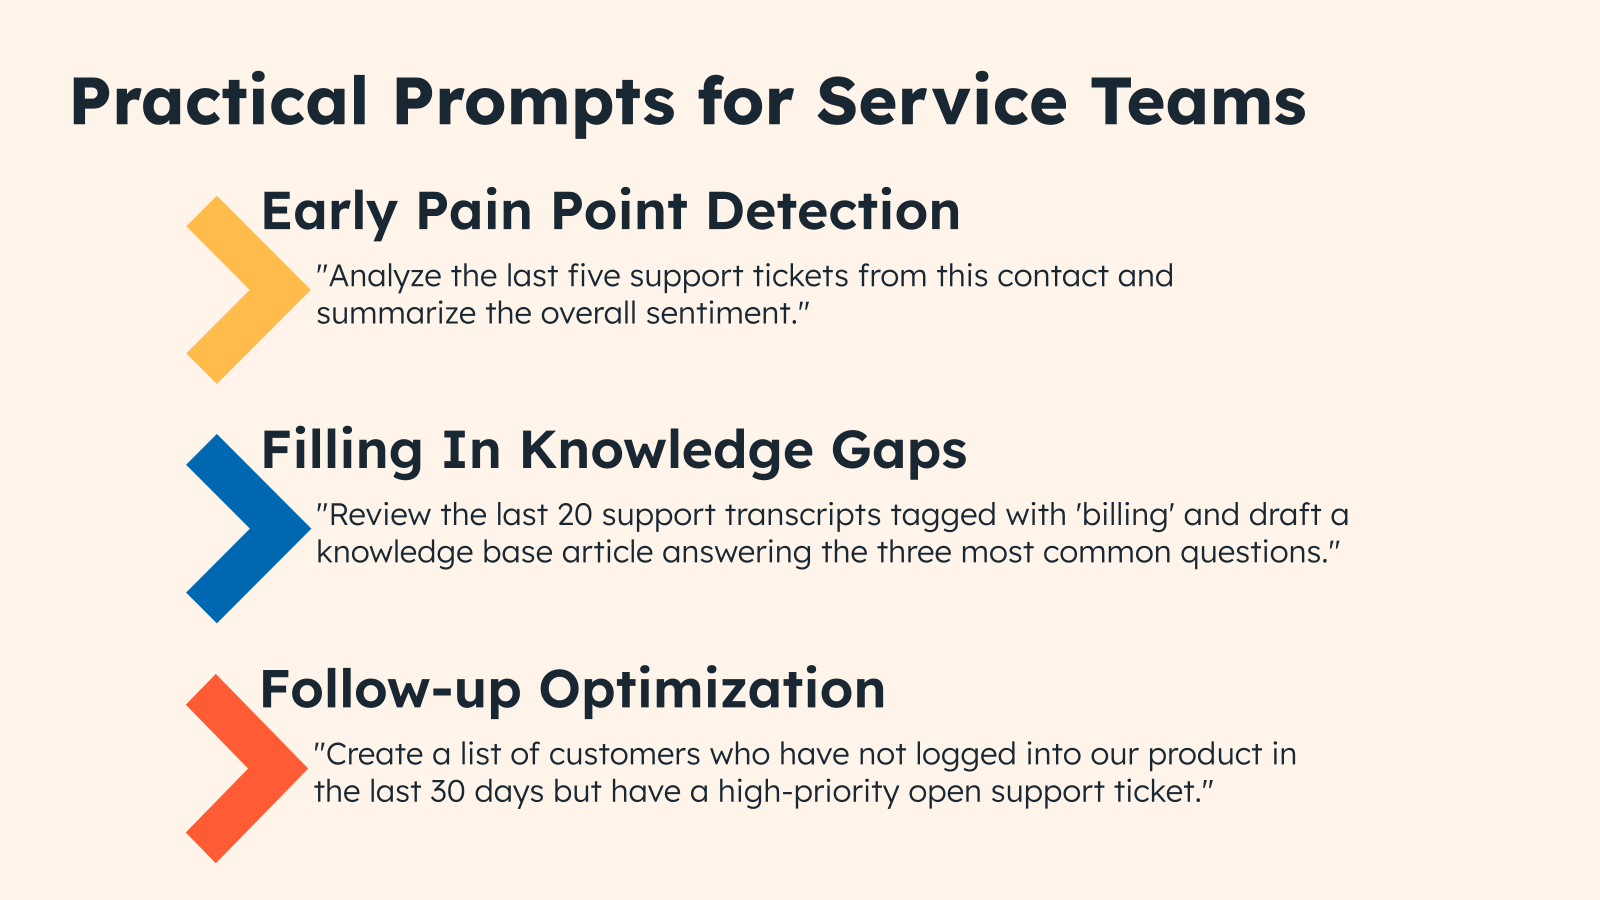 Practical Prompts for Service Teams
Early Pain Point Detection
"Analyze the last five support tickets from this contact and
summarize the overall sentiment."
Filling In Knowledge Gaps
"Review the last 20 support transcripts tagged with 'billing' and draft a
knowledge base article answering the three most common questions."
Follow-up Optimization
"Create a list of customers who have not logged into our product in
the last 30 days but have a high-priority open support ticket."